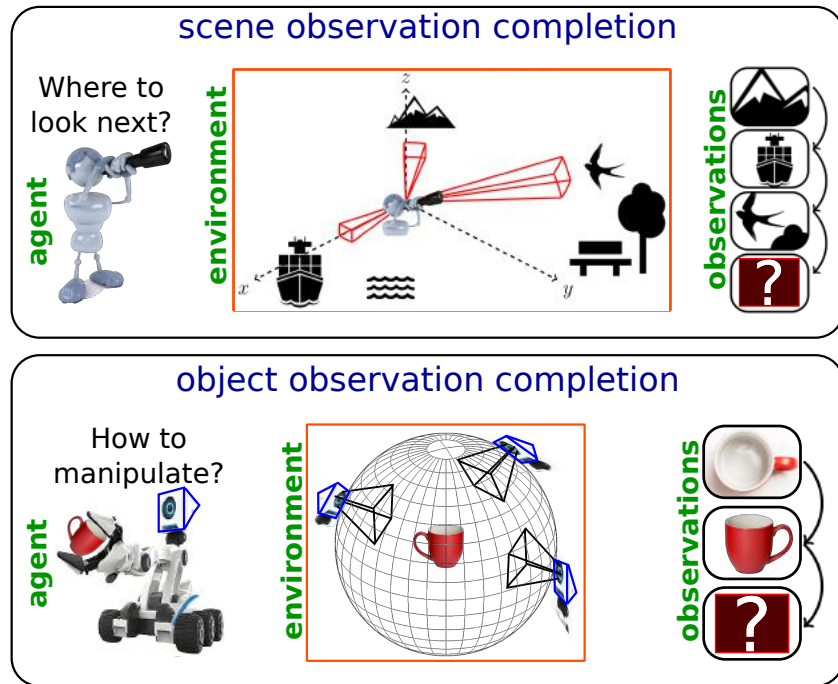 scene observation completion
Where to
look next?
agent
environment
z
x
y
observations
?
object observation completion
How to
manipulate?
agent
environment
observations
?